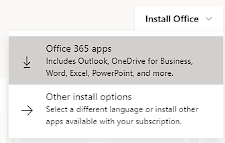 Install Office
Office 365 apps
Includes Outlook, OneDrive for Business,
Word, Excel, PowerPoint, and more.
Other install options
Select a different language or install other
apps available with your subscription.